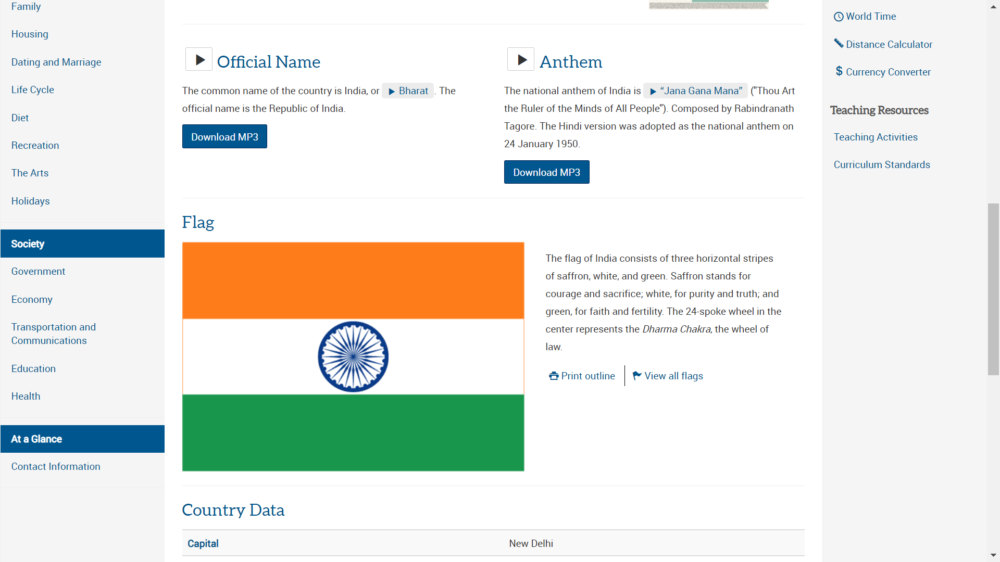 Family
Housing
Dating and Marriage
Life Cycle
Diet
Recreation
The Arts
Holidays
Society
Government
Economy
Transportation and
Communications
Education
Health
At a Glance
Contact Information
Official Name
The common name of the country is India, or Bharat . The
official name is the Republic of India.
Download MP3
Anthem
The national anthem of India is “Jana Gana Mana” ("Thou Art
the Ruler of the Minds of All People"). Composed by Rabindranath
Tagore. The Hindi version was adopted as the national anthem on
24 January 1950.
Download MP3
Flag
The flag of India consists of three horizontal stripes
of saffron, white, and green. Saffron stands for
courage and sacrifice; white, for purity and truth; and
green, for faith and fertility. The 24-spoke wheel in the
center represents the Dharma Chakra, the wheel of
law.
Print outline
View all flags
Country Data
Capital New Delhi
World Time
Distance Calculator
Currency Converter
Teaching Resources
Teaching Activities
Curriculum Standards